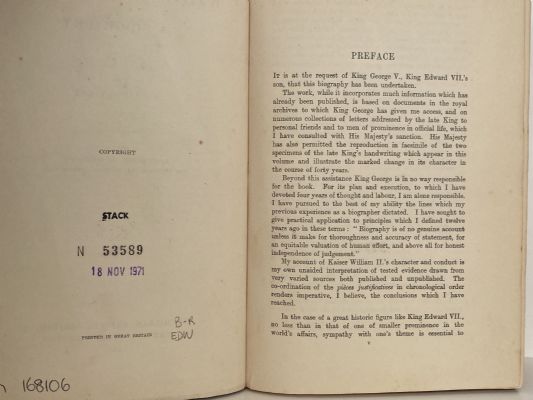 COPYRIGHT
STACK
N 53589
18 NOV 1971
PRINTED IN GREAT BRITAIN
B-R
EDW
168106
PREFACE
It is at the request of King George V., King Edward VII.'s
son, that this biography has been undertaken.
The work, while it incorporates much information which has
already been published, is based on documents in the royal
archives to which King George has given me access, and on
numerous collections of letters addressed by the late King to
personal friends and to men of prominence in official life, which
I have consulted with His Majesty's sanction. His Majesty
has also permitted the reproduction in facsimile of the two
specimens of the late King's handwriting which appear in this
volume and illustrate the marked change in its character in
the course of forty years.
Beyond this assistance King George is in no way responsible
for the book. For its plan and execution, to which I have
devoted four years of thought and labour, I am alone responsible.
I have pursued to the best of my ability the lines which my
previous experience as a biographer dictated. I have sought to
give practical application to principles which I defined twelve
years ago in these terms: "Biography is of no genuine account
unless it make for thoroughness and accuracy of statement, for
an equitable valuation of human effort, and above all for honest
independence of judgement."
My account of Kaiser William II.'s character and conduct is
my own unaided interpretation of tested evidence drawn from
very varied sources both published and unpublished. The
co-ordination of the pièces justificatives in chronological order
renders imperative, I believe, the conclusions which I have
reached.
In the case of a great historic figure like King Edward VII.,
no less than in that of one of smaller prominence in the
world's affairs, sympathy with one's theme is essential to
v